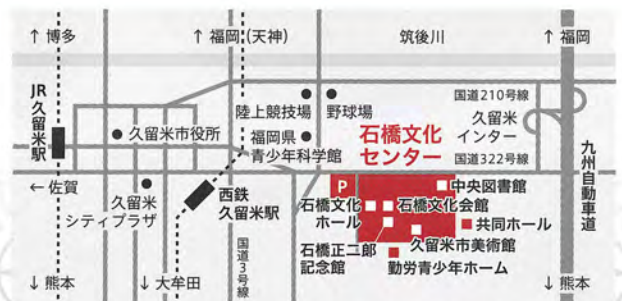 ↑博多
↑福岡(天神)
筑後川
↑福岡
JR
久留米駅
久留米市役所
陸上競技場
野球場
福岡県
青少年科学館
国道210号線
久留米
インター
国道322号線
石橋文化
センター
九州自動車道
←佐賀
久留米
シティプラザ
西鉄
久留米駅
P
中央図書館
石橋文化
ホール
石橋文化会館
共同ホール
石橋正二郎
記念館
久留米市美術館
勤労青少年ホーム
国道3号線
↓熊本
↓大牟田
↓熊本